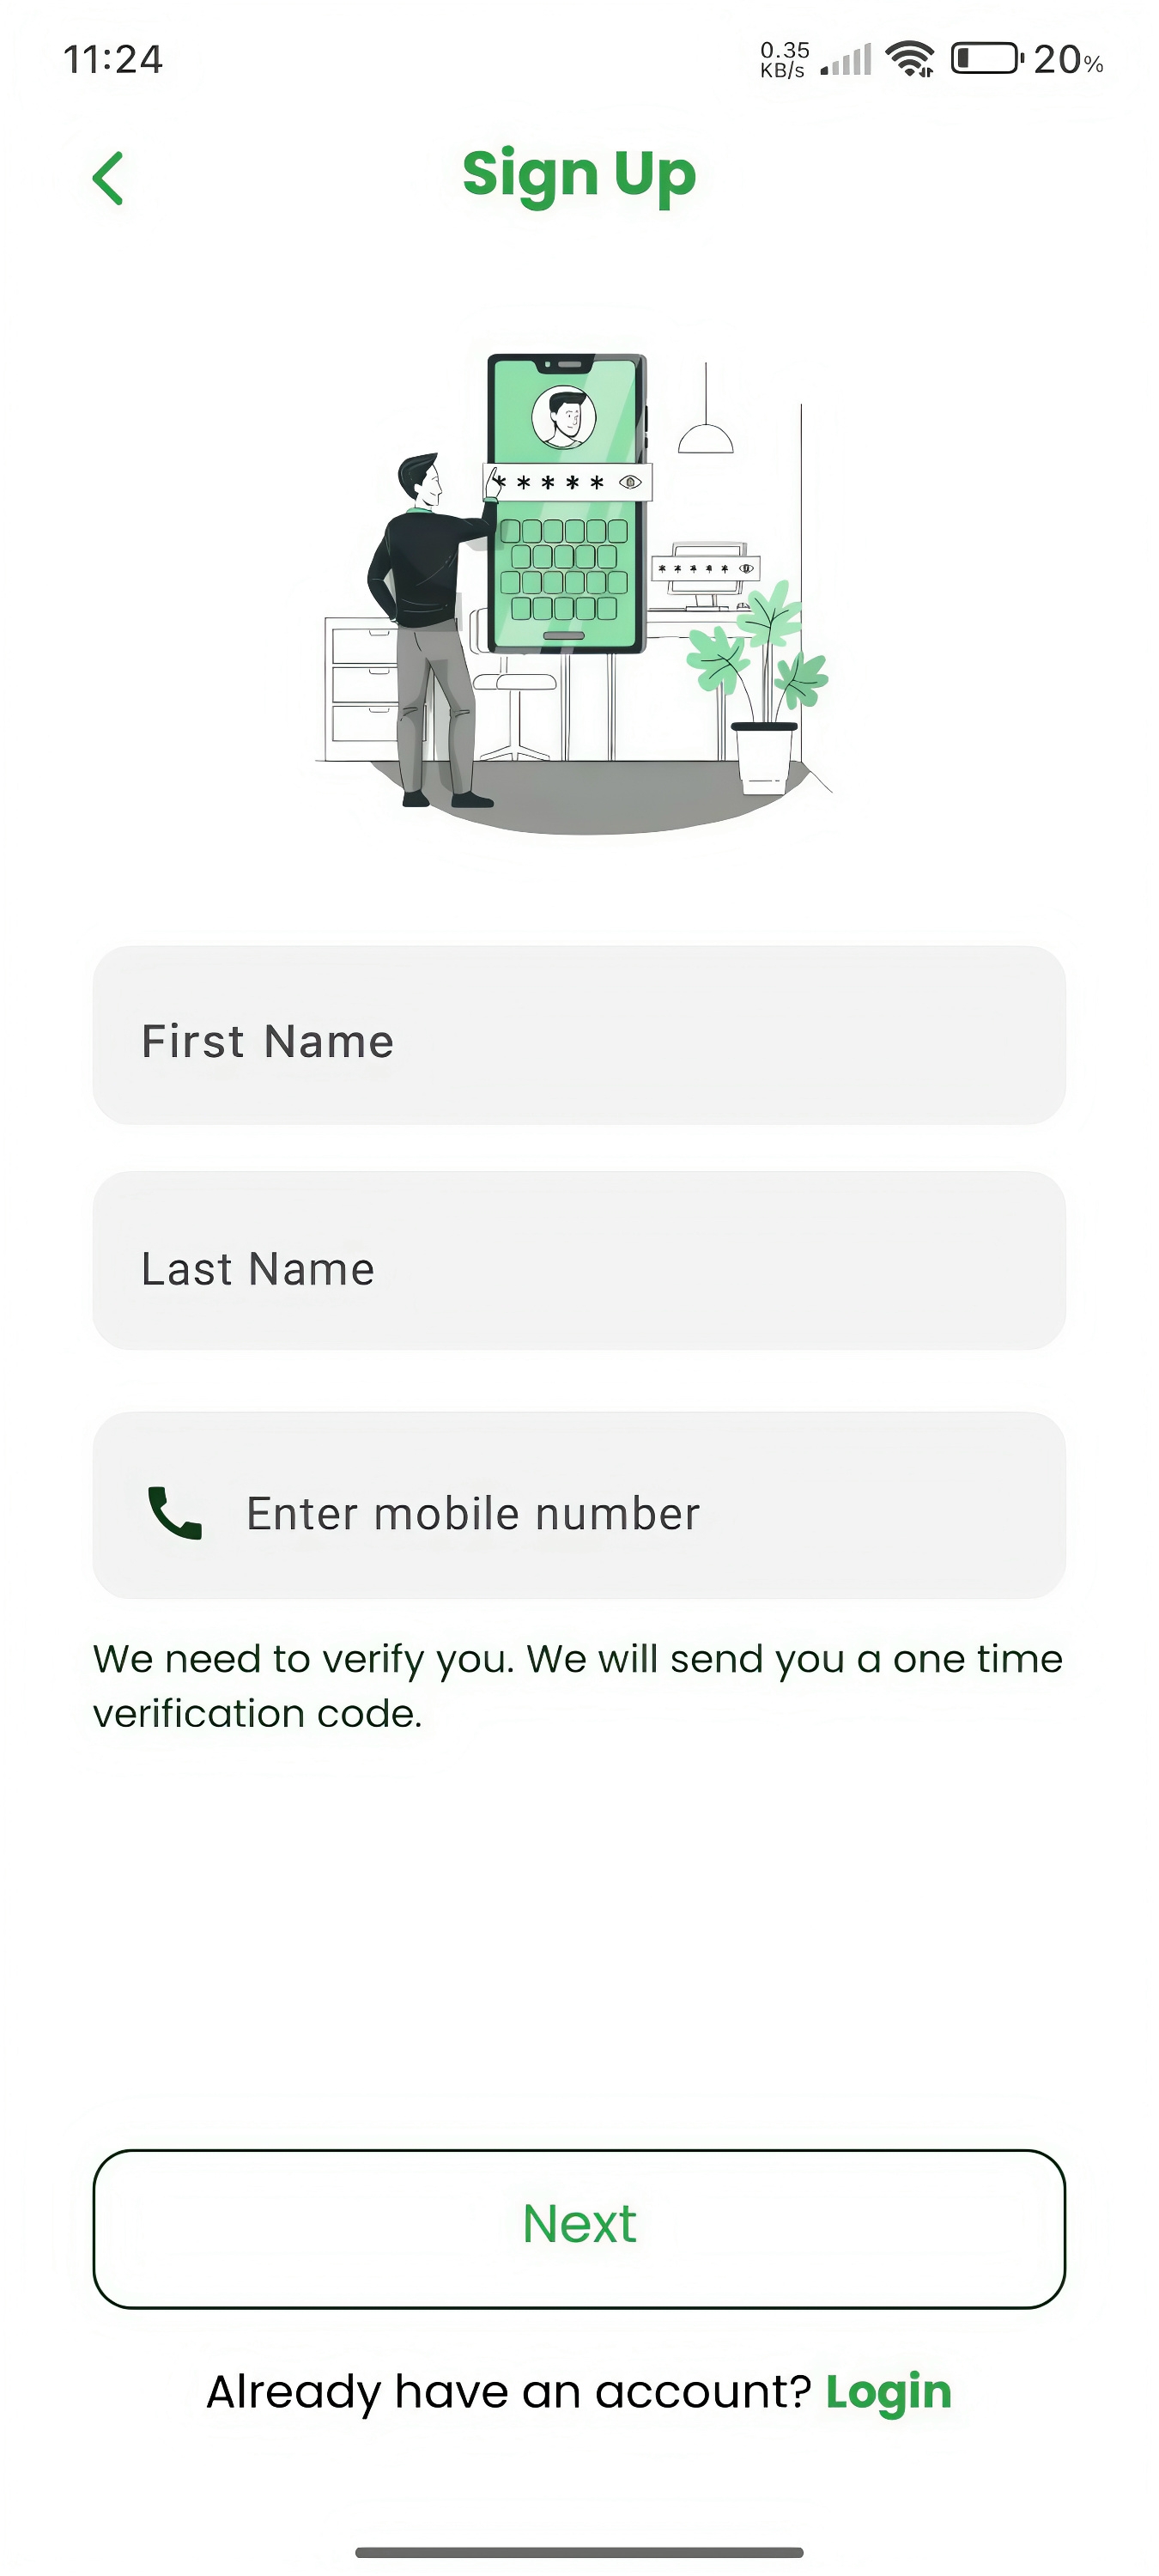 11:24
0.35
KB/s
20%
Sign Up
* * * * *
* * * * *
First Name
Last Name
Enter mobile number
We need to verify you. We will send you a one time
verification code.
Next
Already have an account? Login